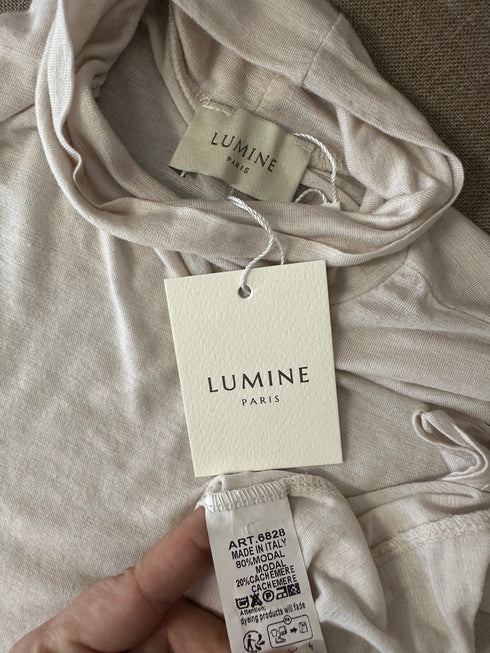 LUMINE
PARIS
LUMINE
PARIS
ART.6828
MADE IN ITALY
80%MODAL
MODAL
20%CACHEMERE
CACHEMERE
dyeing products will fade